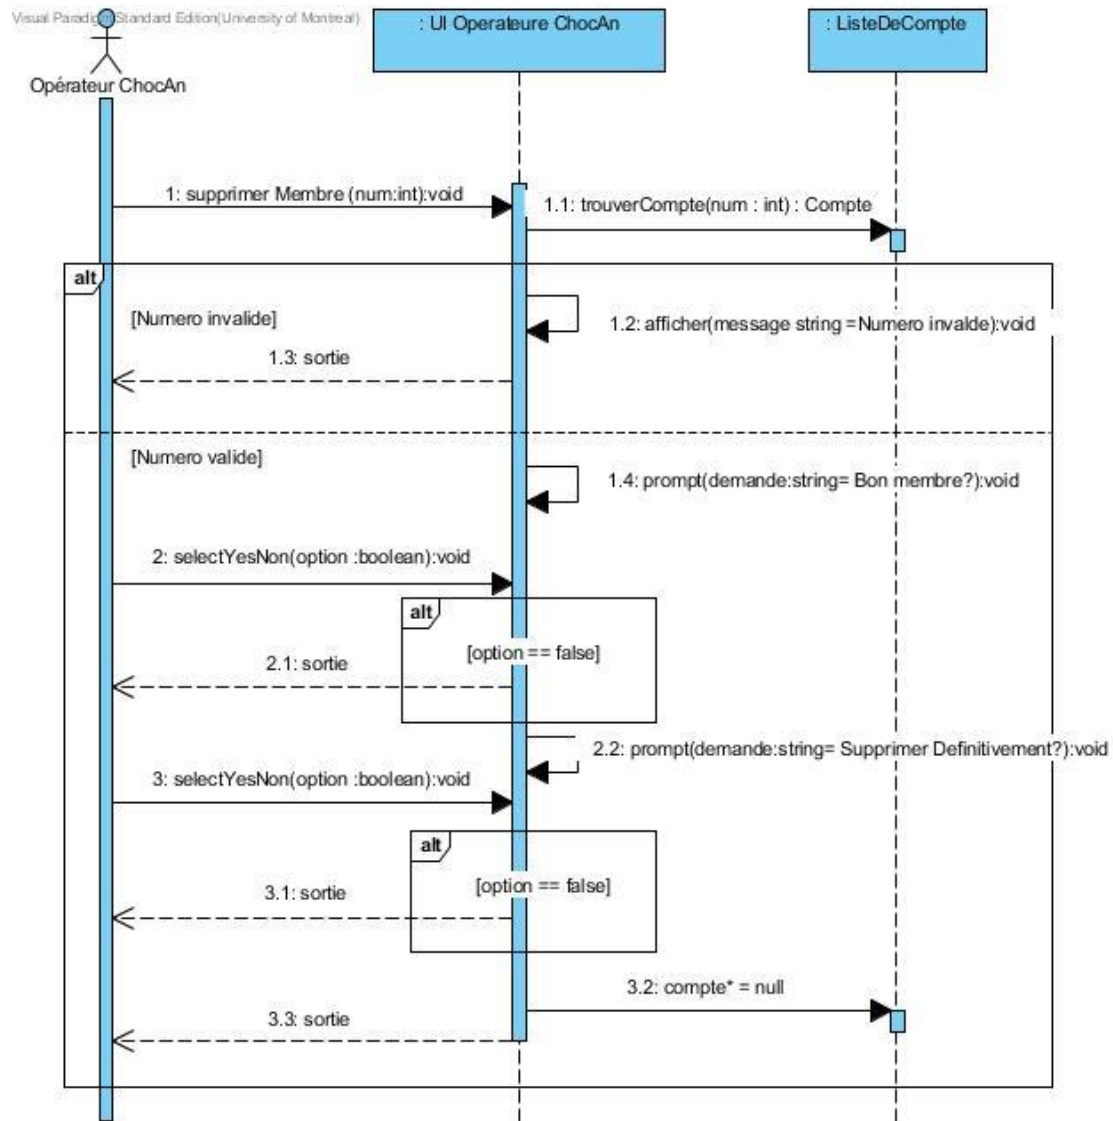 Visual Paradigm Standard Edition(University of Montreal)
: UI Operateure ChocAn
: ListeDeCompte
Opérateur ChocAn
1: supprimer Membre (num:int):void
1.1: trouverCompte(num : int) : Compte
alt
[Numero invalide]
1.2: afficher(message string =Numero invalde):void
1.3: sortie
[Numero valide]
1.4: prompt(demande:string= Bon membre?):void
2: selectYesNon(option :boolean):void
alt
[option == false]
2.1: sortie
2.2: prompt(demande:string= Supprimer Definitivement?):void
3: selectYesNon(option :boolean):void
alt
[option == false]
3.1: sortie
3.2: compte* = null
3.3: sortie